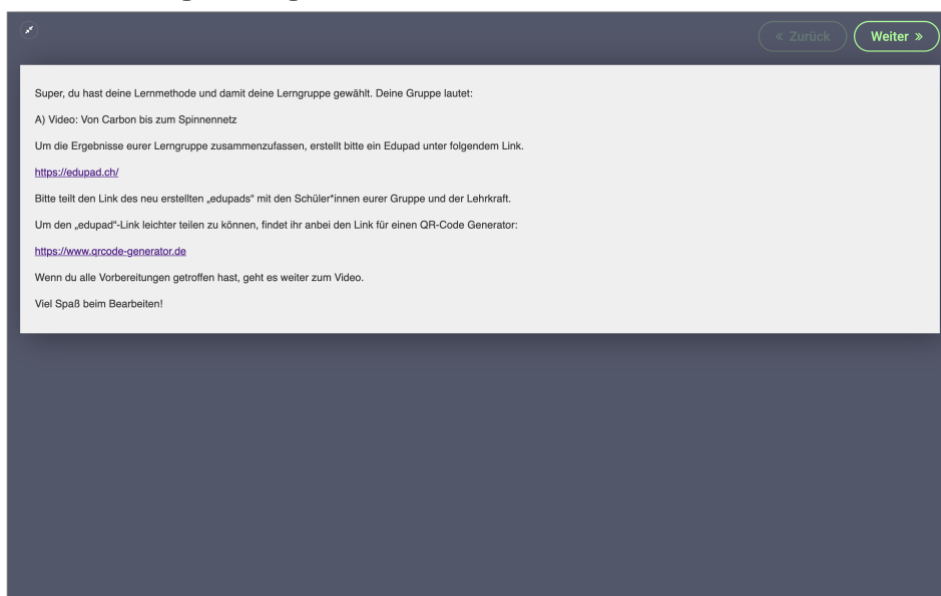 « Zurück
Weiter »
Super, du hast deine Lernmethode und damit deine Lerngruppe gewählt. Deine Gruppe lautet:
A) Video: Von Carbon bis zum Spinnennetz
Um die Ergebnisse eurer Lerngruppe zusammenzufassen, erstellt bitte ein Edupad unter folgendem Link.
https://edupad.ch/
Bitte teilt den Link des neu erstellten „edupads“ mit den Schüler*innen eurer Gruppe und der Lehrkraft.
Um den „edupad“-Link leichter teilen zu können, findet ihr anbei den Link für einen QR-Code Generator:
https://www.qrcode-generator.de
Wenn du alle Vorbereitungen getroffen hast, geht es weiter zum Video.
Viel Spaß beim Bearbeiten!